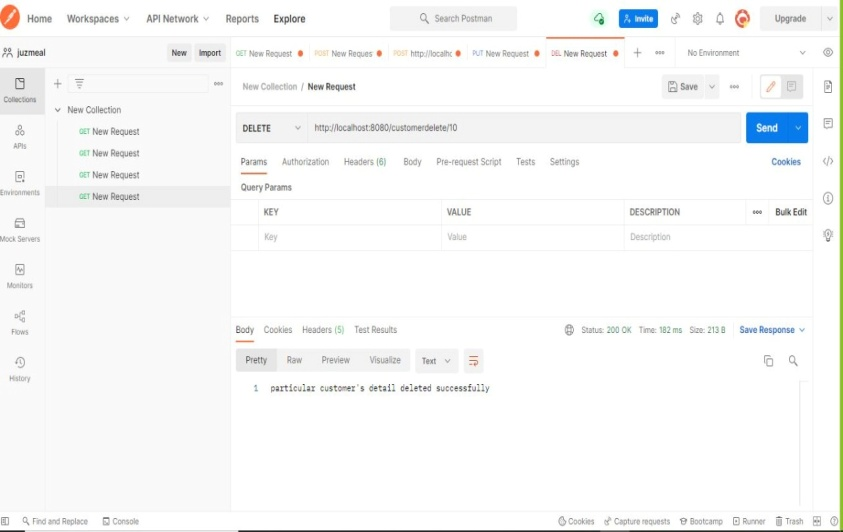 Home Workspaces API Network Reports Explore Search Postman Invite Upgrade
juzmeal New Import GET New Request POST New Reques POST http://localhc PUT New Request DEL New Request No Environment
Collections
APIs
Environments
Mock Servers
Monitors
Flows
History
New Collection
GET New Request
GET New Request
GET New Request
GET New Request
New Collection / New Request Save
DELETE http://localhost:8080/customerdelete/10 Send
Params Authorization Headers (6) Body Pre-request Script Tests Settings Cookies
Query Params
KEY VALUE DESCRIPTION Bulk Edit
Key Value Description
Body Cookies Headers (5) Test Results Status: 200 OK Time: 182 ms Size: 213 B Save Response
Pretty Raw Preview Visualize Text
1 particular customer's detail deleted successfully
Find and Replace Console Cookies Capture requests Bootcamp Runner Trash